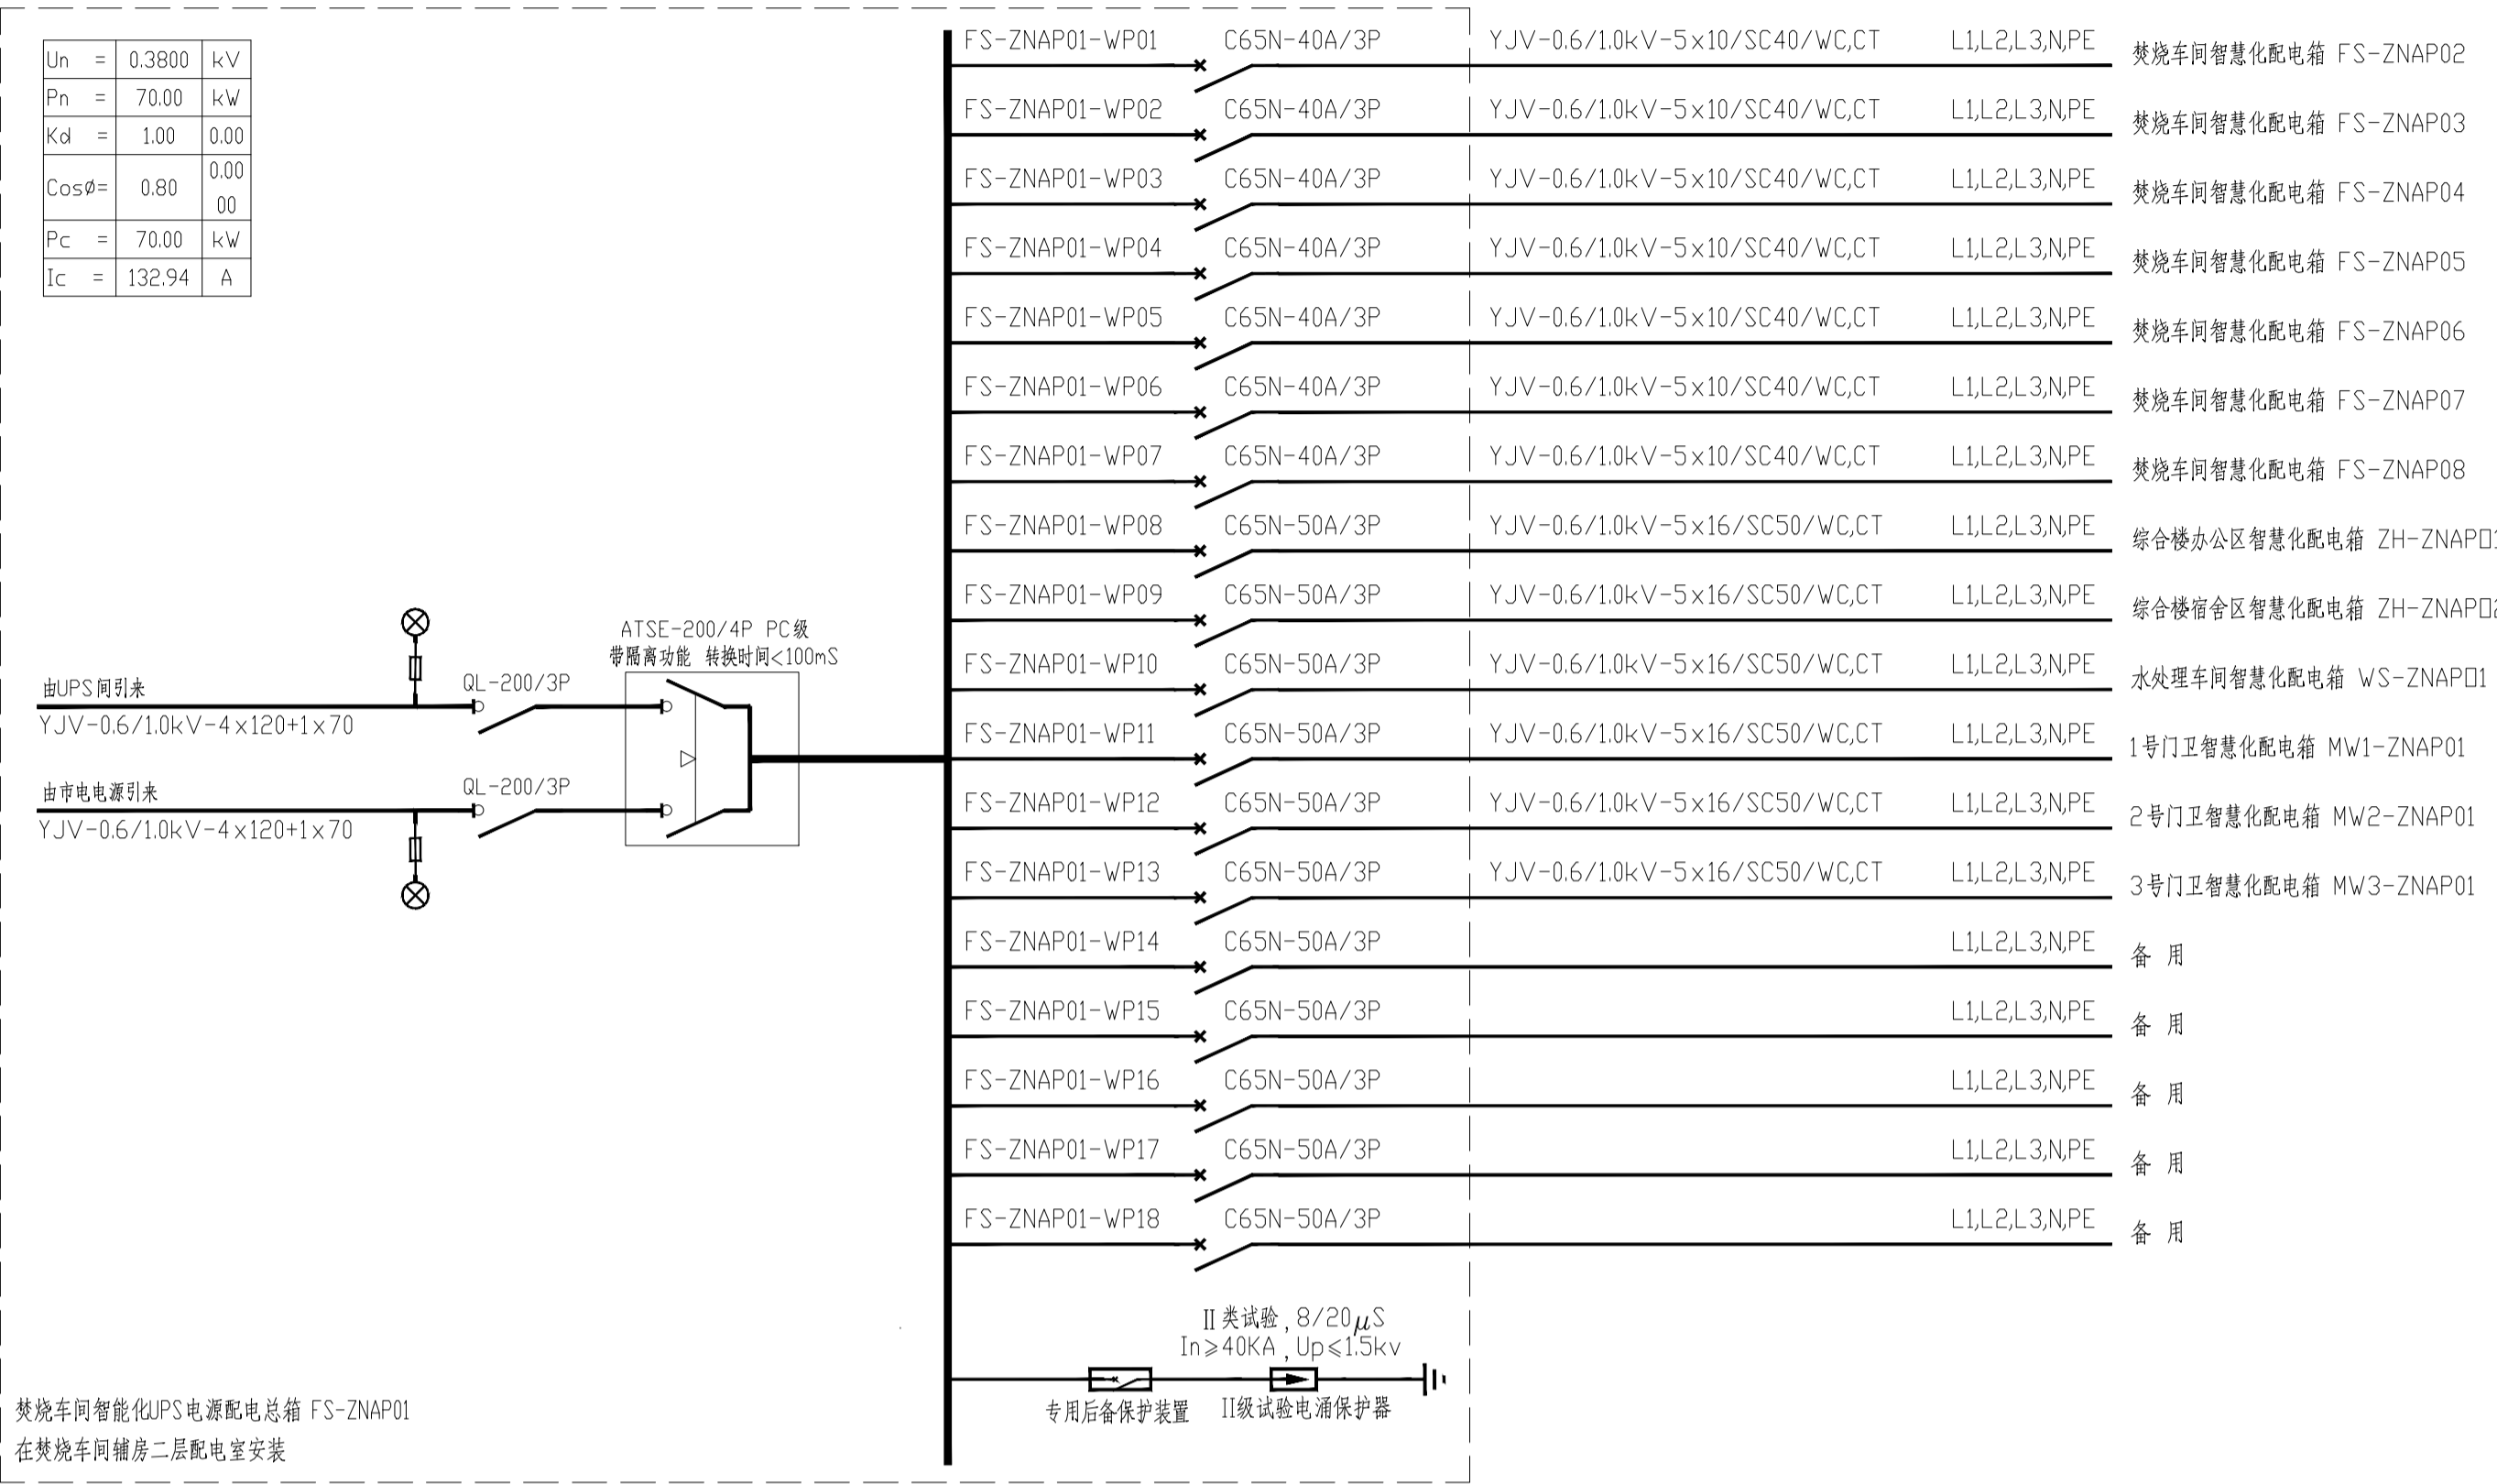 Un = 0.3800 kV
Pn = 70.00 kW
Kd = 1.00 0.00
Cosø= 0.80 0.00 00
Pc = 70.00 kW
Ic = 132.94 A
由UPS间引来
YJV-0.6/1.0kV-4x120+1x70
QL-200/3P
ATSE-200/4P PC级
带隔离功能 转换时间<100mS
由市电电源引来
YJV-0.6/1.0kV-4x120+1x70
QL-200/3P
FS-ZNAP01-WP01 C65N-40A/3P YJV-0.6/1.0kV-5x10/SC40/WC,CT L1,L2,L3,N,PE 焚烧车间智慧化配电箱 FS-ZNAP02
FS-ZNAP01-WP02 C65N-40A/3P YJV-0.6/1.0kV-5x10/SC40/WC,CT L1,L2,L3,N,PE 焚烧车间智慧化配电箱 FS-ZNAP03
FS-ZNAP01-WP03 C65N-40A/3P YJV-0.6/1.0kV-5x10/SC40/WC,CT L1,L2,L3,N,PE 焚烧车间智慧化配电箱 FS-ZNAP04
FS-ZNAP01-WP04 C65N-40A/3P YJV-0.6/1.0kV-5x10/SC40/WC,CT L1,L2,L3,N,PE 焚烧车间智慧化配电箱 FS-ZNAP05
FS-ZNAP01-WP05 C65N-40A/3P YJV-0.6/1.0kV-5x10/SC40/WC,CT L1,L2,L3,N,PE 焚烧车间智慧化配电箱 FS-ZNAP06
FS-ZNAP01-WP06 C65N-40A/3P YJV-0.6/1.0kV-5x10/SC40/WC,CT L1,L2,L3,N,PE 焚烧车间智慧化配电箱 FS-ZNAP07
FS-ZNAP01-WP07 C65N-40A/3P YJV-0.6/1.0kV-5x10/SC40/WC,CT L1,L2,L3,N,PE 焚烧车间智慧化配电箱 FS-ZNAP08
FS-ZNAP01-WP08 C65N-50A/3P YJV-0.6/1.0kV-5x16/SC50/WC,CT L1,L2,L3,N,PE 综合楼办公区智慧化配电箱 ZH-ZNAP01
FS-ZNAP01-WP09 C65N-50A/3P YJV-0.6/1.0kV-5x16/SC50/WC,CT L1,L2,L3,N,PE 综合楼宿舍区智慧化配电箱 ZH-ZNAP02
FS-ZNAP01-WP10 C65N-50A/3P YJV-0.6/1.0kV-5x16/SC50/WC,CT L1,L2,L3,N,PE 水处理车间智慧化配电箱 WS-ZNAP01
FS-ZNAP01-WP11 C65N-50A/3P YJV-0.6/1.0kV-5x16/SC50/WC,CT L1,L2,L3,N,PE 1号门卫智慧化配电箱 MW1-ZNAP01
FS-ZNAP01-WP12 C65N-50A/3P YJV-0.6/1.0kV-5x16/SC50/WC,CT L1,L2,L3,N,PE 2号门卫智慧化配电箱 MW2-ZNAP01
FS-ZNAP01-WP13 C65N-50A/3P YJV-0.6/1.0kV-5x16/SC50/WC,CT L1,L2,L3,N,PE 3号门卫智慧化配电箱 MW3-ZNAP01
FS-ZNAP01-WP14 C65N-50A/3P L1,L2,L3,N,PE 备 用
FS-ZNAP01-WP15 C65N-50A/3P L1,L2,L3,N,PE 备 用
FS-ZNAP01-WP16 C65N-50A/3P L1,L2,L3,N,PE 备 用
FS-ZNAP01-WP17 C65N-50A/3P L1,L2,L3,N,PE 备 用
FS-ZNAP01-WP18 C65N-50A/3P L1,L2,L3,N,PE 备 用
II类试验, 8/20μS
In≥40KA, Up≤1.5kv
专用后备保护装置 II级试验电涌保护器
焚烧车间智能化UPS电源配电总箱 FS-ZNAP01
在焚烧车间辅房二层配电室安装